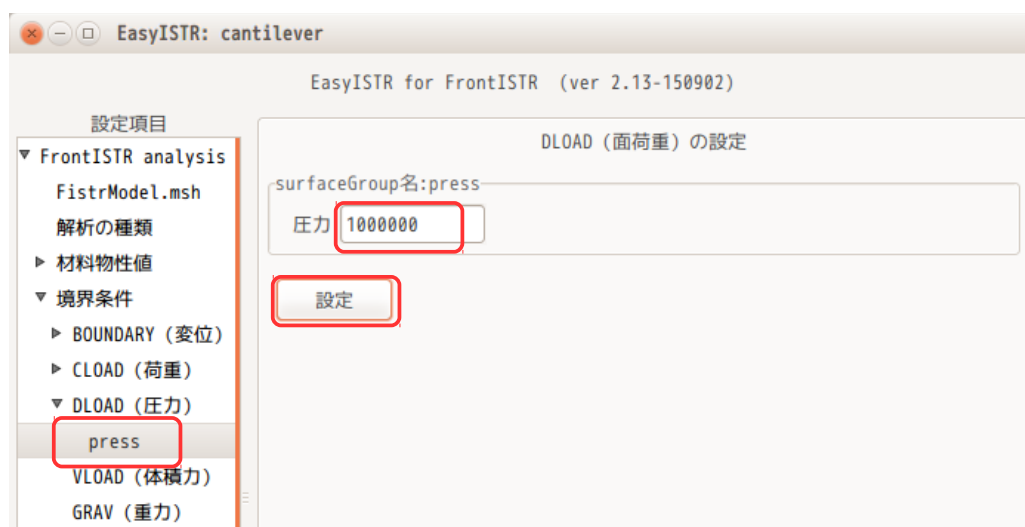 EasyISTR: cantilever
EasyISTR for FrontISTR (ver 2.13-150902)
設定項目
FrontISTR analysis
FistrModel.msh
解析の種類
材料物性値
境界条件
BOUNDARY (変位)
CLOAD (荷重)
DLOAD (圧力)
press
VLOAD (体積力)
GRAV (重力)
DLOAD (面荷重) の設定
surfaceGroup名:press
圧力 1000000
設定